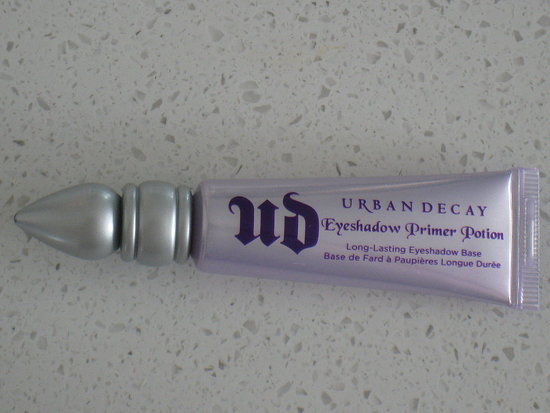 ud
URBAN DECAY
Eyeshadow Primer Potion
Long-Lasting Eyeshadow Base
Base de Fard à Paupières Longue Durée